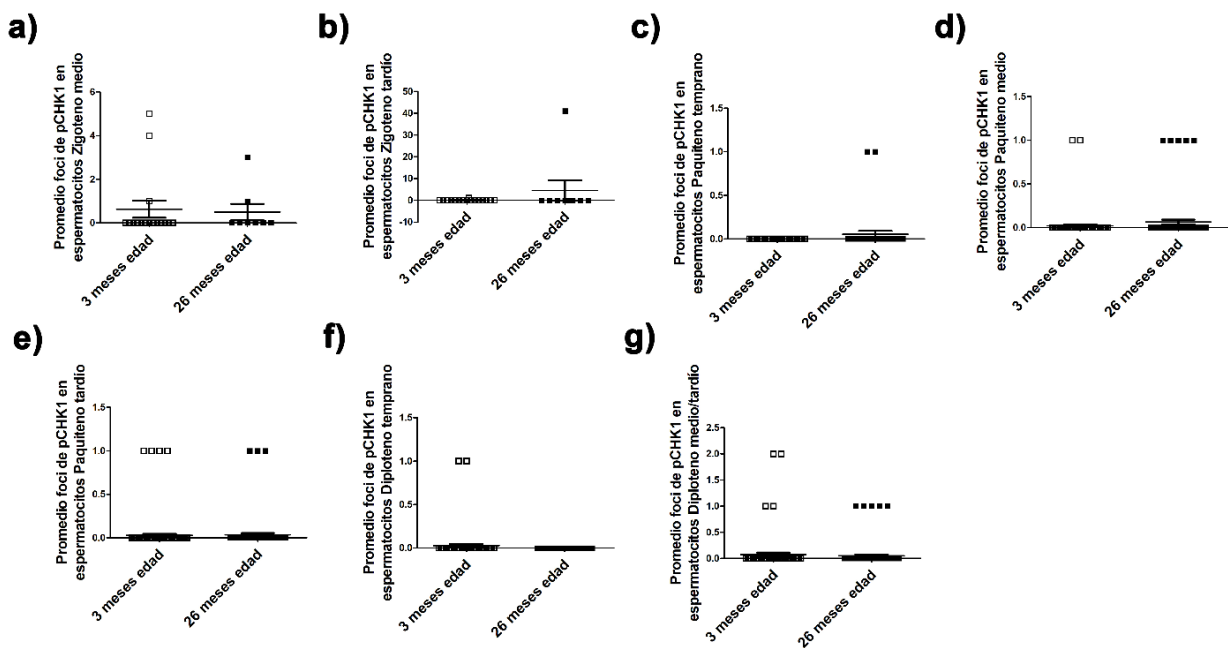 a)
Promedio foci de pCHK1 en
espermatocitos Zigoteno medio
6
4
2
0
3 meses edad
26 meses edad
b)
Promedio foci de pCHK1 en
espermatocitos Zigoteno tardío
50
40
30
20
10
0
-10
3 meses edad
26 meses edad
c)
Promedio foci de pCHK1 en
espermatocitos Paquiteno temprano
1.5
1.0
0.5
0.0
3 meses edad
26 meses edad
d)
Promedio foci de pCHK1 en
espermatocitos Paquiteno medio
1.5
1.0
0.5
0.0
3 meses edad
26 meses edad
e)
Promedio foci de pCHK1 en
espermatocitos Paquiteno tardío
1.5
1.0
0.5
0.0
3 meses edad
26 meses edad
f)
Promedio foci de pCHK1 en
espermatocitos Diploteno temprano
1.5
1.0
0.5
0.0
3 meses edad
26 meses edad
g)
Promedio foci de pCHK1 en
espermatocitos Diploteno medio/tardío
2.5
2.0
1.5
1.0
0.5
0.0
3 meses edad
26 meses edad